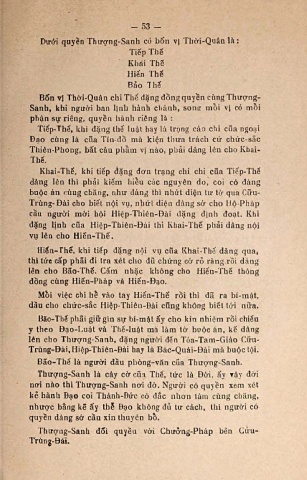 — 53 —
Dưới quyền Thượng-Sanh có bốn vị Thời-Quân là :
Tiếp Thế
Khai Thế
Hiến Thế
Bảo Thế
Bốn vị Thời-Quân chi Thế đặng đồng quyền cùng Thượng-
Sanh, khi người ban lịnh hành chánh, song mỗi vị có mỗi
phận sự riêng, quyền hành riêng là :
Tiếp-Thế, khi đặng thế luật hay là trạng cáo chi của ngoại
Đạo cùng là của Tín-đồ mà kiện thưa trách cứ chức-sắc
Thiên-Phong, bất câu phẩm vị nào, phải dâng lên cho Khai-
Thế.
Khai-Thế, khi tiếp đặng đơn trạng chi chi của Tiếp-Thế
dâng lên thì phải kiếm hiểu các nguyên do, coi có đáng
buộc án cùng chăng, như đáng thì nhứt diện tư tờ qua Cửu-
Trùng-Đài cho biết nội vụ, nhứt diện dâng sớ cho Hộ-Pháp
cầu người mời hội Hiệp-Thiên-Đài đặng định đoạt. Khi
đặng lịnh của Hiệp-Thiên-Đài thì Khai-Thế phải dâng nội
vụ lên cho Hiến-Thế.
Hiến-Thế, khi tiếp đặng nội vụ của Khai-Thế dâng qua,
thì tức cấp phải đi tra xét cho đủ chứng cớ rõ ràng rồi dâng
lên cho Bảo-Thế. Cấm nhặc không cho Hiến-Thế thông
đồng cùng Hiến-Pháp và Hiến-Đạo.
Mỗi việc chi hễ vào tay Hiến-Thế rồi thì đã ra bí-mật,
dầu cho chức-sắc Hiệp-Thiên-Đài cũng không biết tới nữa.
Bảo-Thế phải giữ gìn sự bí-mật ấy cho kín nhiệm rồi chiếu
y theo Đạo-Luật và Thế-luật mà làm tờ buộc án, kế dâng
lên cho Thượng-Sanh, đặng người đến Tòa-Tam-Giáo Cửu-
Trùng-Đài, Hiệp-Thiên-Đài hay là Bác-Quái-Đài mà buộc tội.
Bảo-Thế là người đầu phòng-văn của Thượng-Sanh.
Thượng-Sanh là cây cờ của Thế, tức là Đời, ấy vậy đời
nơi nào thì Thượng-Sanh nơi đó. Người có quyền xem xét
kẻ hành Đạo coi Thánh-Đức có đắc nhơn tâm cùng chăng,
nhược bằng kẻ ấy thể Đạo không đủ tư cách, thì người có
quyền dâng sớ cầu xin thuyên bổ.
Thượng-Sanh đối quyền với Chưởng-Pháp bên Cửu-
Trùng-Đài.